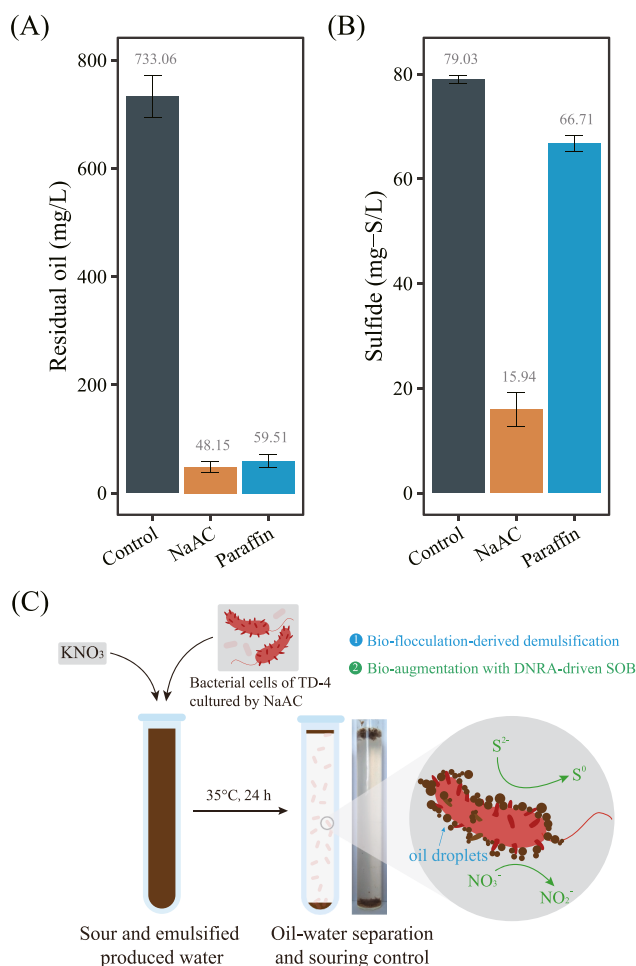 (A)
Residual oil (mg/L)
800
600
400
200
0
733.06
48.15
59.51
Control
NaAC
Paraffin
(B)
Sulfide (mg−S/L)
80
60
40
20
0
79.03
15.94
66.71
Control
NaAC
Paraffin
(C)
KNO₃
Bacterial cells of TD-4
cultured by NaAC
1 Bio-flocculation-derived demulsification
2 Bio-augmentation with DNRA-driven SOB
35°C, 24 h
S²⁻
S⁰
oil droplets
NO₃⁻
NO₂⁻
Sour and emulsified
produced water
Oil-water separation
and souring control